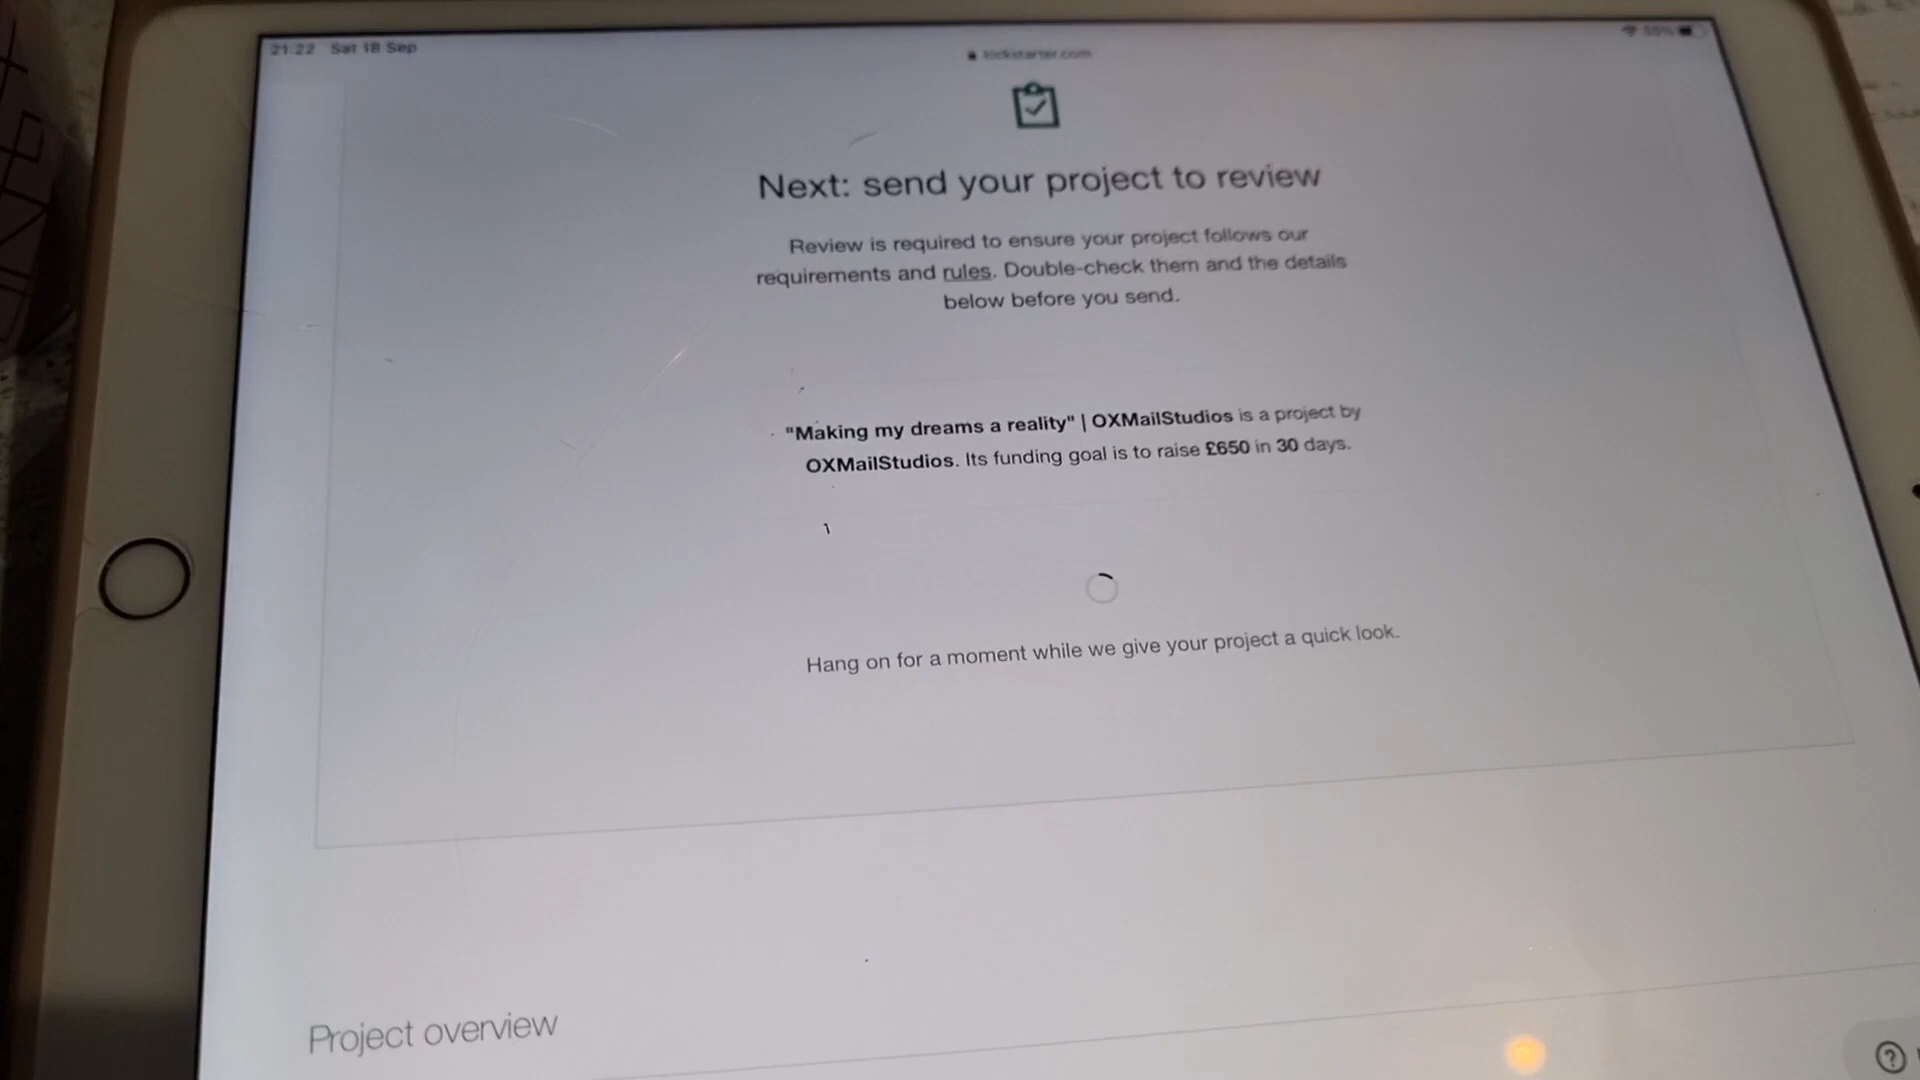 21:22 Sat 18 Sep
kickstarter.com
Next: send your project to review
Review is required to ensure your project follows our
requirements and rules. Double-check them and the details
below before you send.
"Making my dreams a reality" | OXMailStudios is a project by
OXMailStudios. Its funding goal is to raise £650 in 30 days.
Hang on for a moment while we give your project a quick look.
Project overview